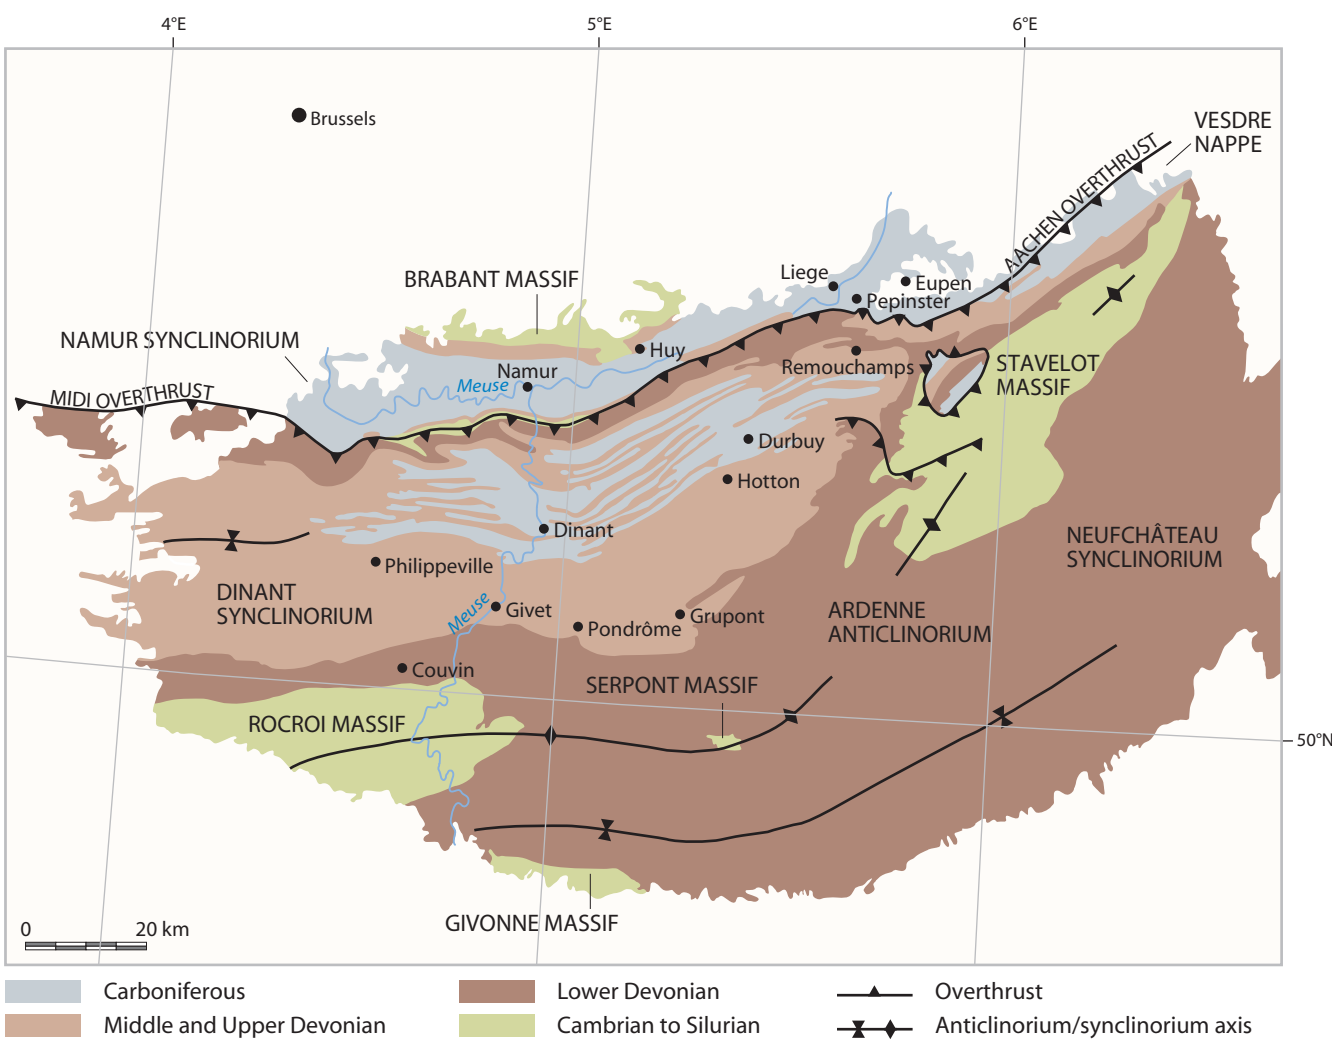 4°E
5°E
6°E
Brussels
VESDRE
NAPPE
AACHEN OVERTHRUST
BRABANT MASSIF
Liege
Eupen
Pepinster
NAMUR SYNCLINORIUM
Huy
Namur
Meuse
Remouchamps
STAVELOT
MASSIF
MIDI OVERTHRUST
Durbuy
Hotton
Dinant
NEUFCHÂTEAU
SYNCLINORIUM
Philippeville
DINANT
SYNCLINORIUM
Meuse
Givet
Grupont
Pondrôme
ARDENNE
ANTICLINORIUM
Couvin
SERPONT MASSIF
ROCROI MASSIF
50°N
GIVONNE MASSIF
0 20 km
Carboniferous
Lower Devonian
Overthrust
Middle and Upper Devonian
Cambrian to Silurian
Anticlinorium/synclinorium axis